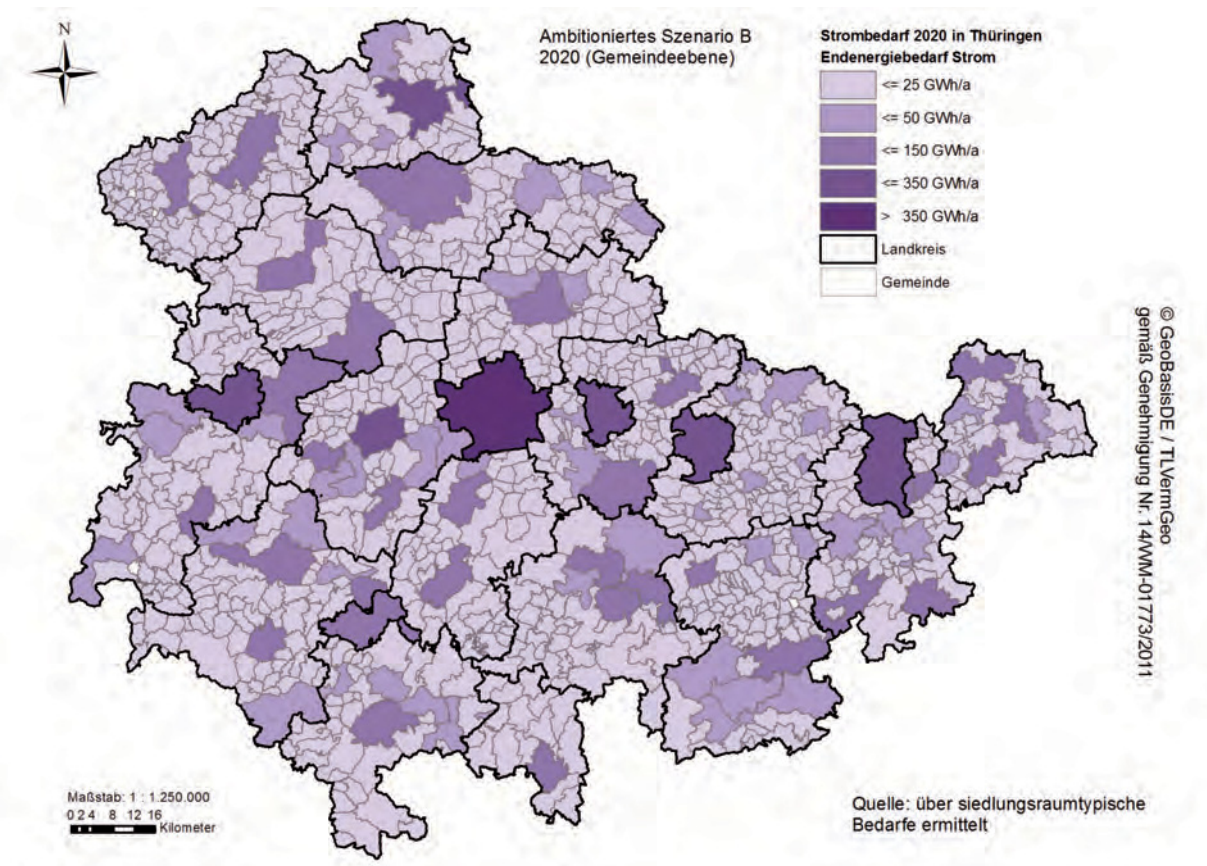 N
Ambitioniertes Szenario B
2020 (Gemeindeebene)
Strombedarf 2020 in Thüringen
Endenergiebedarf Strom
<= 25 GWh/a
<= 50 GWh/a
<= 150 GWh/a
<= 350 GWh/a
> 350 GWh/a
Landkreis
Gemeinde
© GeoBasisDE / TLVermGeo
gemäß Genehmigung Nr. 14/WM-01773/2011
Maßstab: 1 : 1.250.000
0 2 4 8 12 16
Kilometer
Quelle: über siedlungsraumtypische
Bedarfe ermittelt